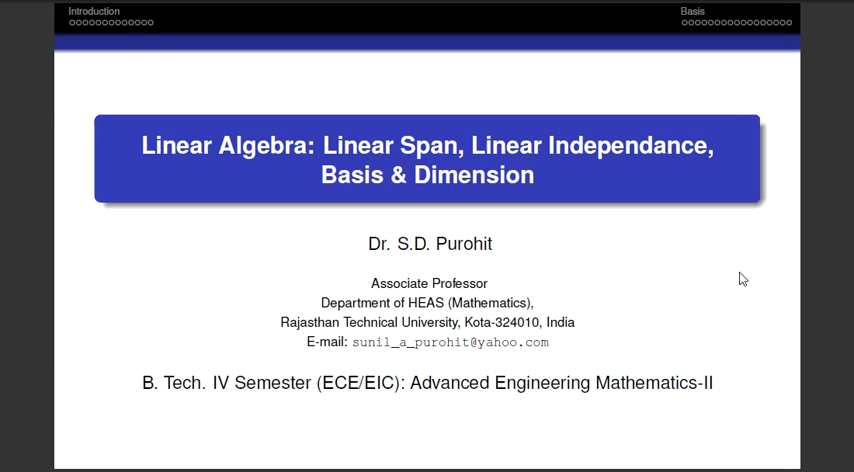 Introduction
Basis
Linear Algebra: Linear Span, Linear Independance,
Basis & Dimension
Dr. S.D. Purohit
Associate Professor
Department of HEAS (Mathematics),
Rajasthan Technical University, Kota-324010, India
E-mail: sunil_a_purohit@yahoo.com
B. Tech. IV Semester (ECE/EIC): Advanced Engineering Mathematics-II